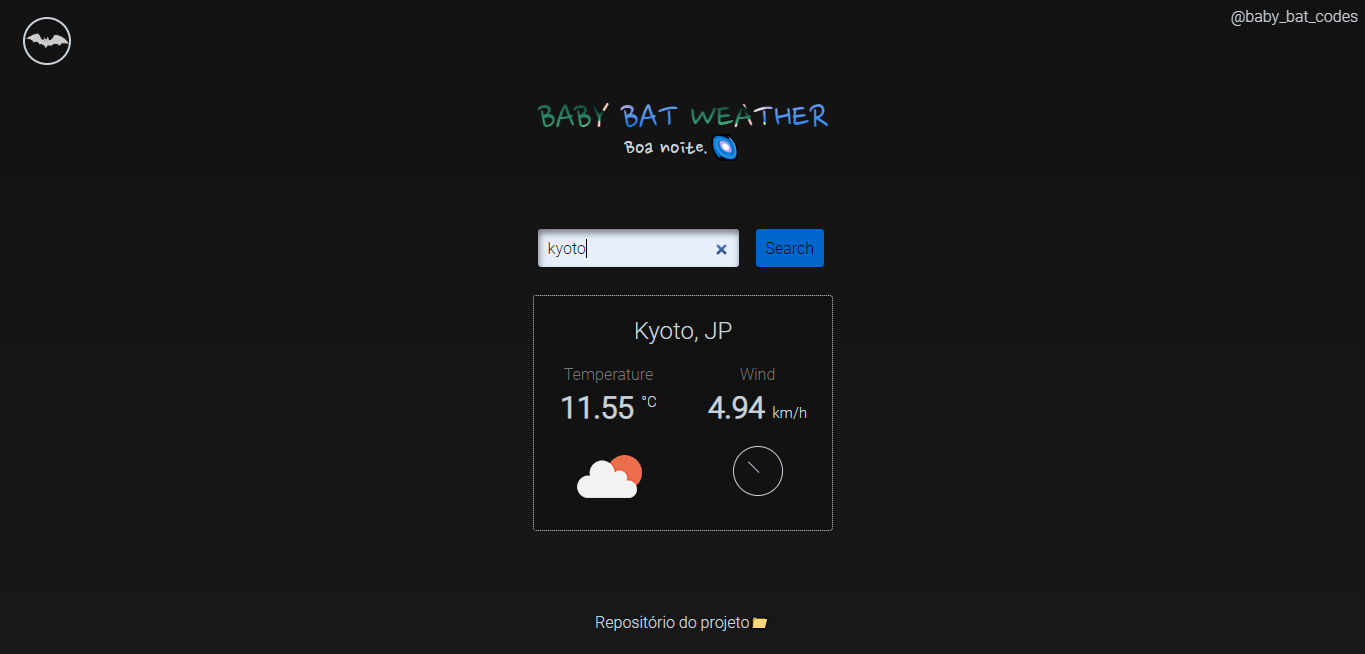 @baby_bat_codes
BABY BAT WEATHER
Boa noite.
kyoto
Search
Kyoto, JP
Temperature
Wind
11.55 °C
4.94 km/h
Repositório do projeto